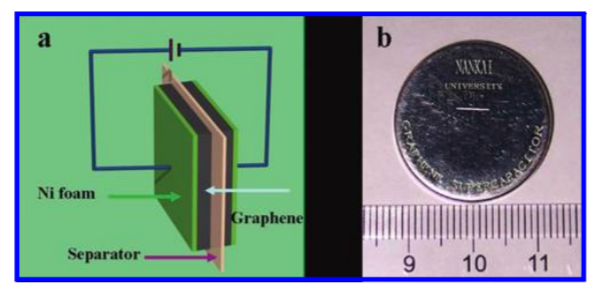 a
Ni foam
Graphene
Separator
b
NANKAI
UNIVERSITY
GRAPHENE SUPERCAPACITOR
9 10 11